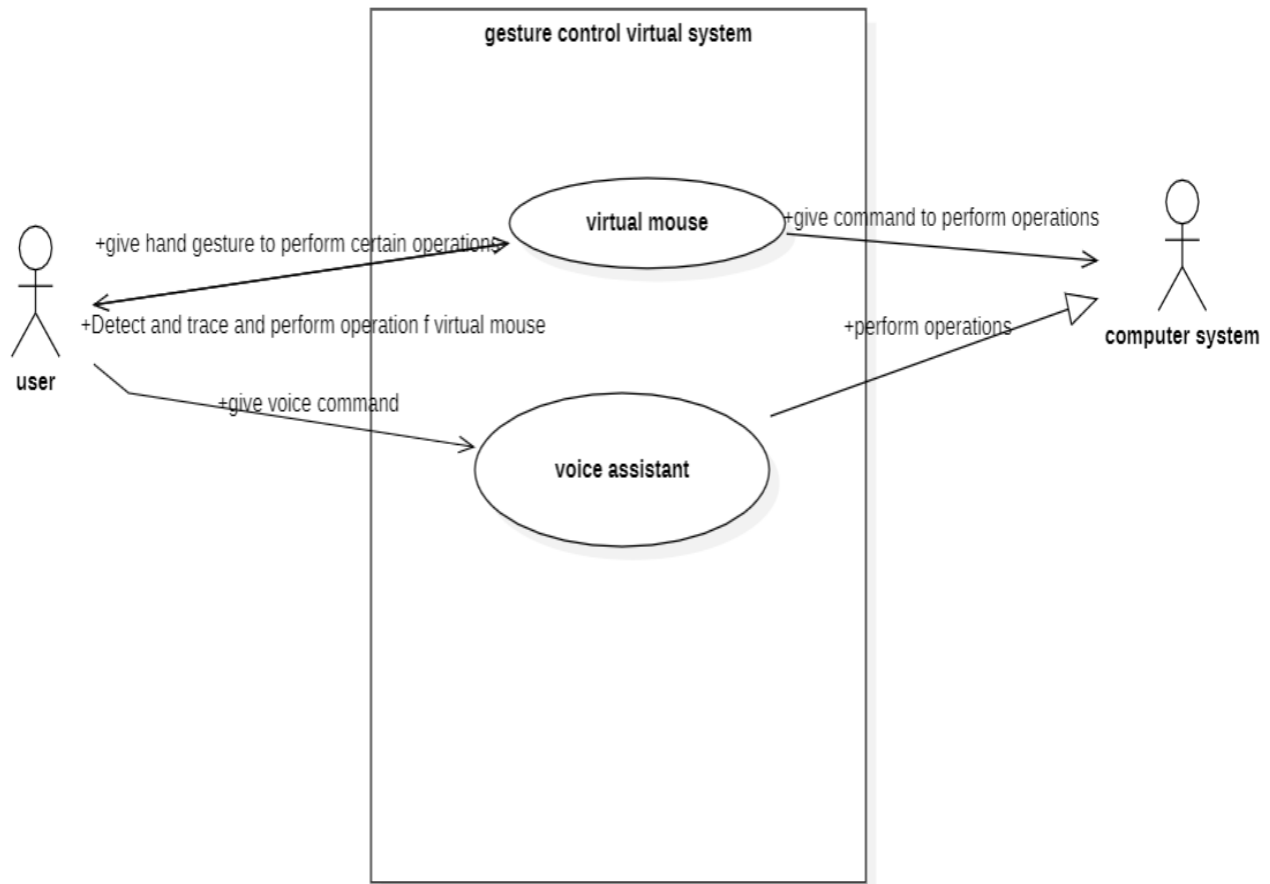 gesture control virtual system
virtual mouse
+give command to perform operations
+give hand gesture to perform certain operations
+Detect and trace and perform operation f virtual mouse
+perform operations
computer system
user
+give voice command
voice assistant